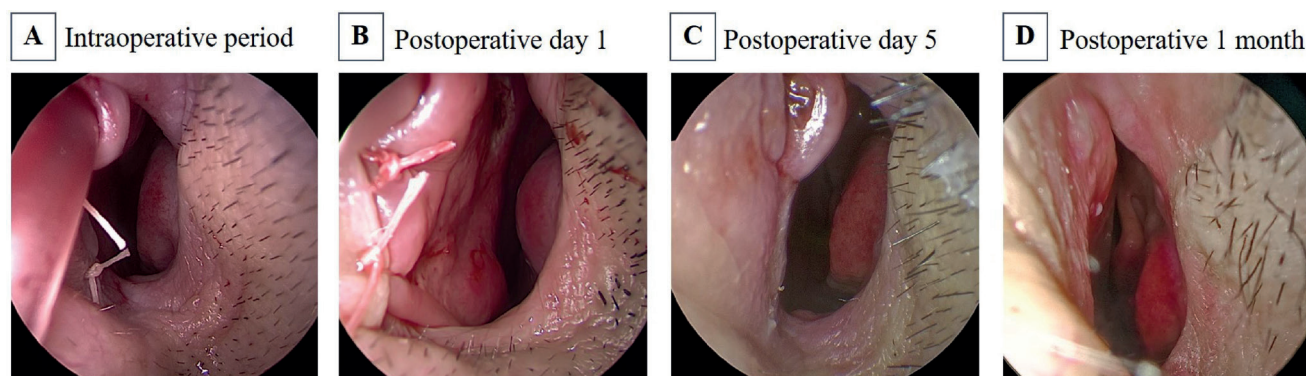 A Intraoperative period
B Postoperative day 1
C Postoperative day 5
D Postoperative 1 month